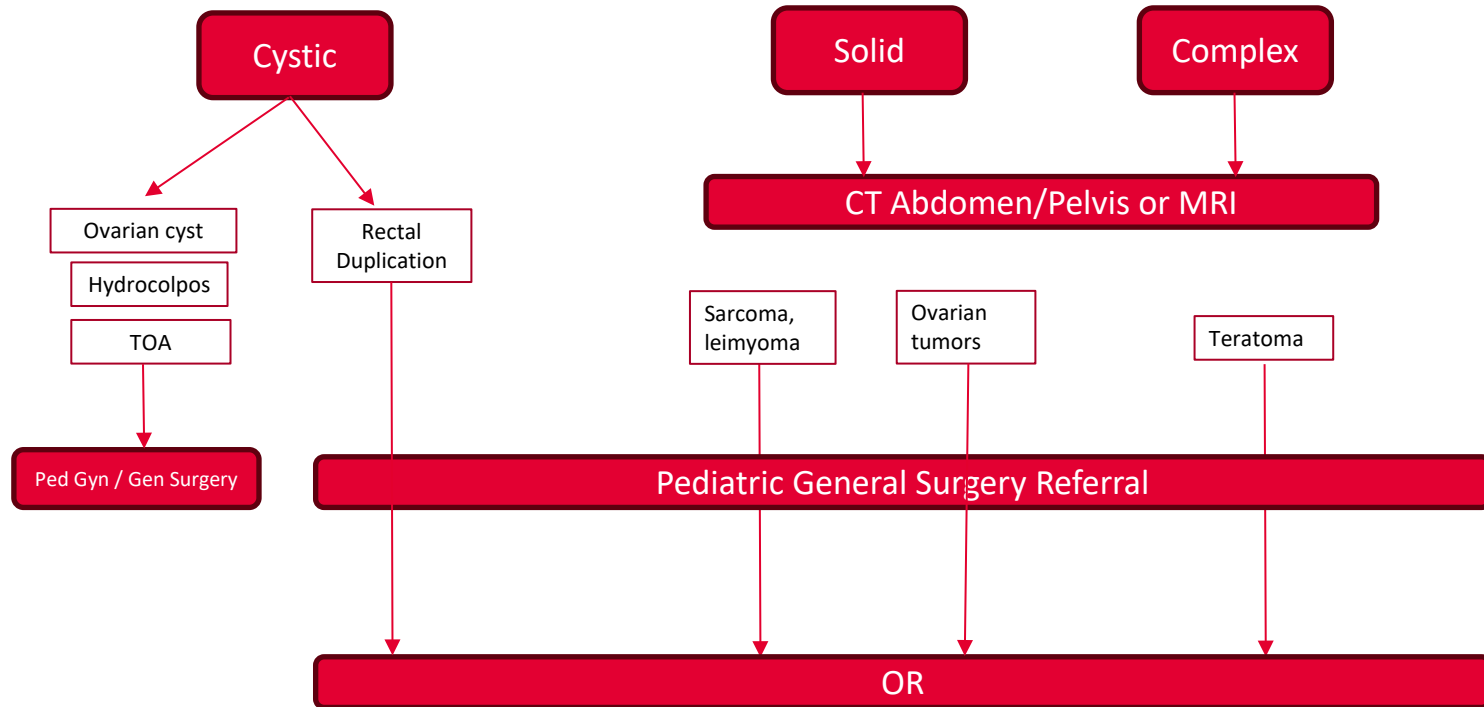 Cystic
Solid
Complex
CT Abdomen/Pelvis or MRI
Ovarian cyst
Rectal
Duplication
Hydrocolpos
TOA
Sarcoma,
leimyoma
Ovarian
tumors
Teratoma
Ped Gyn / Gen Surgery
Pediatric General Surgery Referral
OR